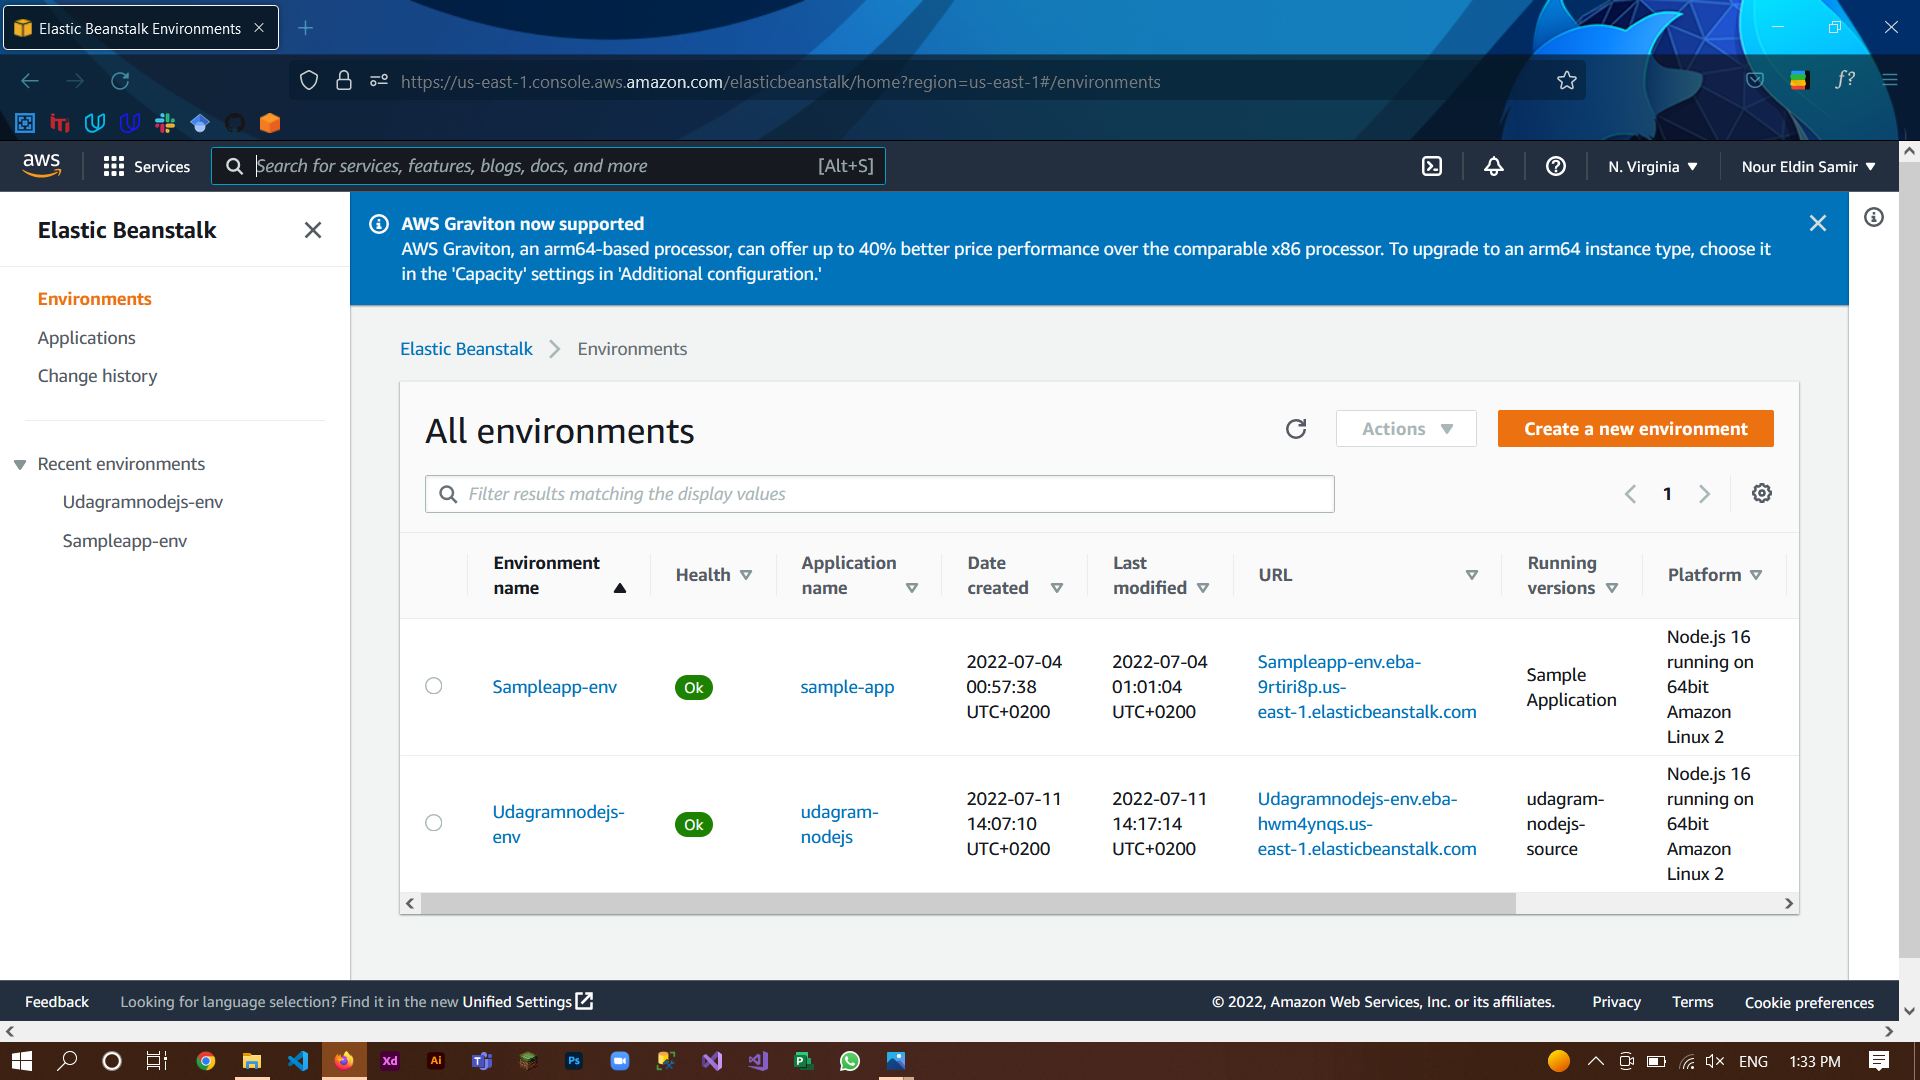 Elastic Beanstalk Environments
https://us-east-1.console.aws.amazon.com/elasticbeanstalk/home?region=us-east-1#/environments
f?
aws
Services
Search for services, features, blogs, docs, and more
[Alt+S]
N. Virginia
Nour Eldin Samir
Elastic Beanstalk
Environments
Applications
Change history
Recent environments
Udagramnodejs-env
Sampleapp-env
AWS Graviton now supported
AWS Graviton, an arm64-based processor, can offer up to 40% better price performance over the comparable x86 processor. To upgrade to an arm64 instance type, choose it
in the 'Capacity' settings in 'Additional configuration.'
Elastic Beanstalk
Environments
All environments
Actions
Create a new environment
Filter results matching the display values
1
Environment
name
Health
Application
name
Date
created
Last
modified
URL
Running
versions
Platform
Sampleapp-env
Ok
sample-app
2022-07-04
00:57:38
UTC+0200
2022-07-04
01:01:04
UTC+0200
Sampleapp-env.eba-
9rtiri8p.us-
east-1.elasticbeanstalk.com
Sample
Application
Node.js 16
running on
64bit
Amazon
Linux 2
Udagramnodejs-
env
Ok
udagram-
nodejs
2022-07-11
14:07:10
UTC+0200
2022-07-11
14:17:14
UTC+0200
Udagramnodejs-env.eba-
hwm4ynqs.us-
east-1.elasticbeanstalk.com
udagram-
nodejs-
source
Node.js 16
running on
64bit
Amazon
Linux 2
Feedback
Looking for language selection? Find it in the new Unified Settings
© 2022, Amazon Web Services, Inc. or its affiliates.
Privacy
Terms
Cookie preferences
Xd
Ai
Ps
ENG
1:33 PM